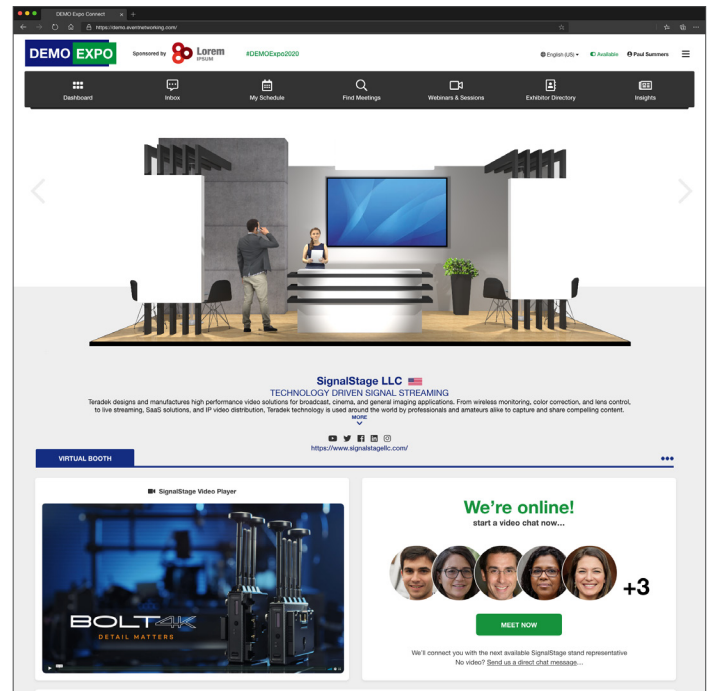 DEMO Expo Connect
https://demo.eventnetworking.com/
DEMO EXPO
Sponsored by
Lorem
IPSUM
#DEMOExpo2020
English (US)
Available
Paul Summers
Dashboard
Inbox
My Schedule
Find Meetings
Webinars & Sessions
Exhibitor Directory
Insights
SignalStage LLC
TECHNOLOGY DRIVEN SIGNAL STREAMING
Teradek designs and manufactures high performance video solutions for broadcast, cinema, and general imaging applications. From wireless monitoring, color correction, and lens control,
to live streaming, SaaS solutions, and IP video distribution, Teradek technology is used around the world by professionals and amateurs alike to capture and share compelling content.
MORE
https://www.signalstagellc.com/
VIRTUAL BOOTH
SignalStage Video Player
BOLT 4K
DETAIL MATTERS
We're online!
start a video chat now...
+3
MEET NOW
We'll connect you with the next available SignalStage stand representative
No video? Send us a direct chat message...